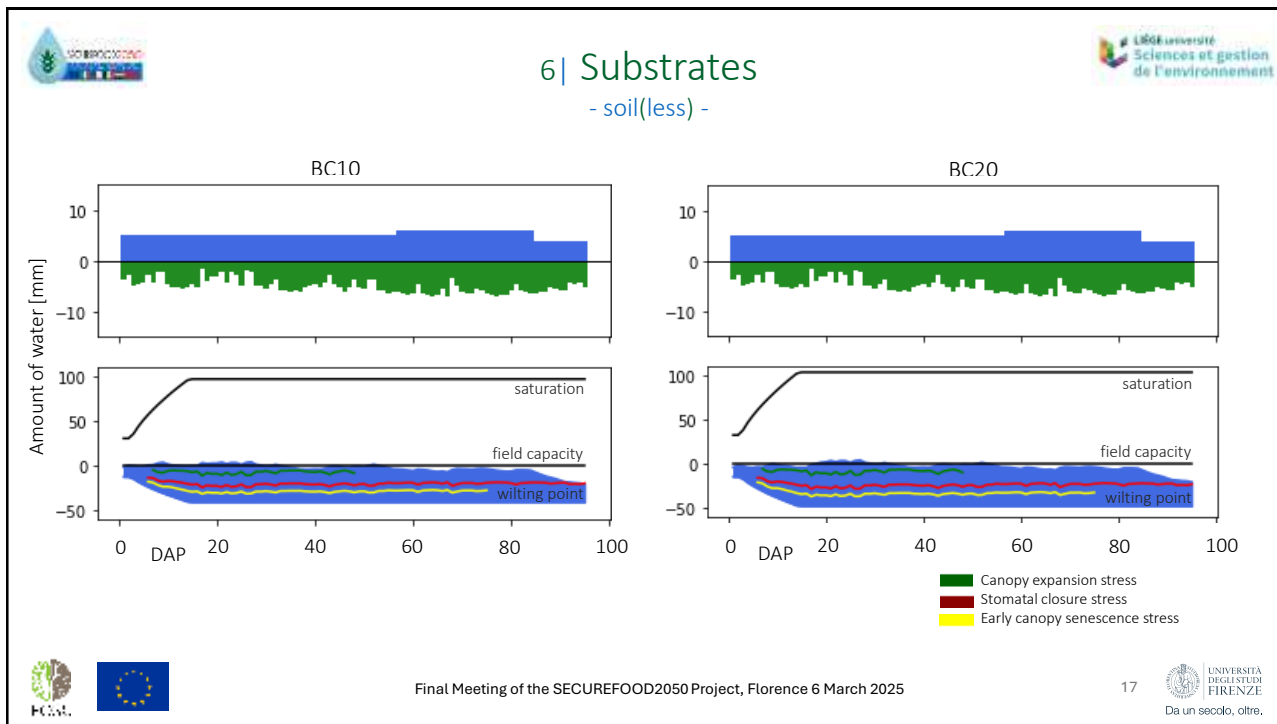 6| Substrates
- soil(less) -
LIÈGE université
Sciences et gestion
de l'environnement
BC10
BC20
Amount of water [mm]
10
0
−10
10
0
−10
100
50
0
−50
saturation
field capacity
wilting point
0
DAP
20
40
60
80
100
100
50
0
−50
saturation
field capacity
wilting point
0
DAP
20
40
60
80
100
Canopy expansion stress
Stomatal closure stress
Early canopy senescence stress
Final Meeting of the SECUREFOOD2050 Project, Florence 6 March 2025
17
UNIVERSITÀ
DEGLI STUDI
FIRENZE
Da un secolo, oltre.